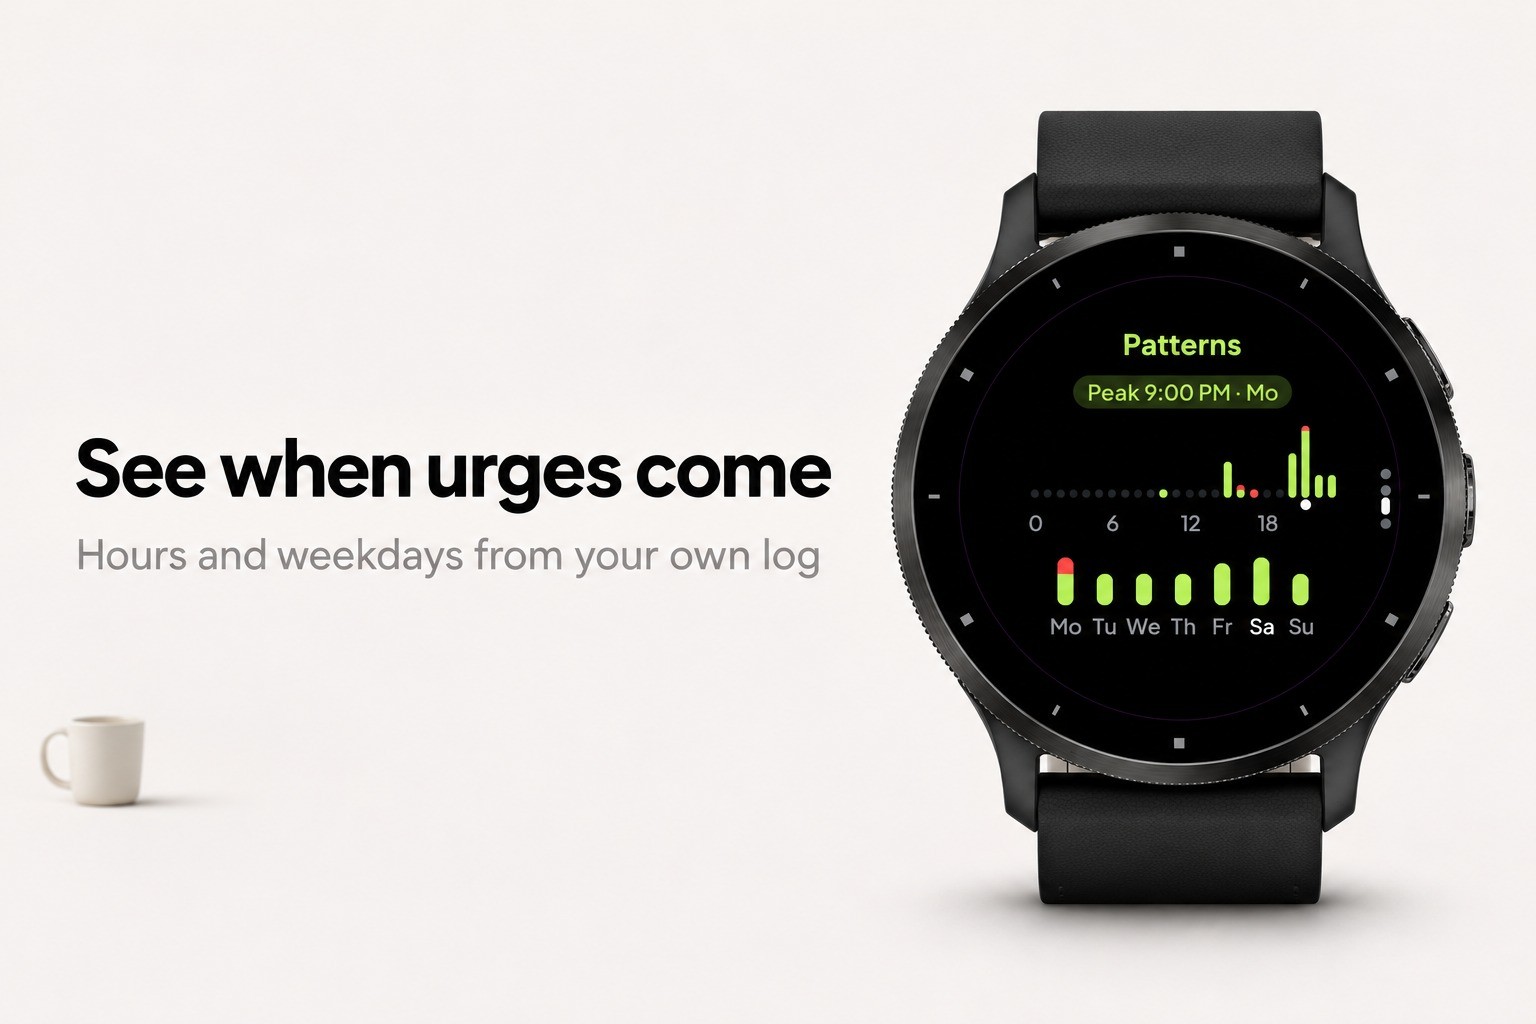 See when urges come
Hours and weekdays from your own log
Patterns
Peak 9:00 PM · Mo
0 6 12 18
Mo Tu We Th Fr Sa Su